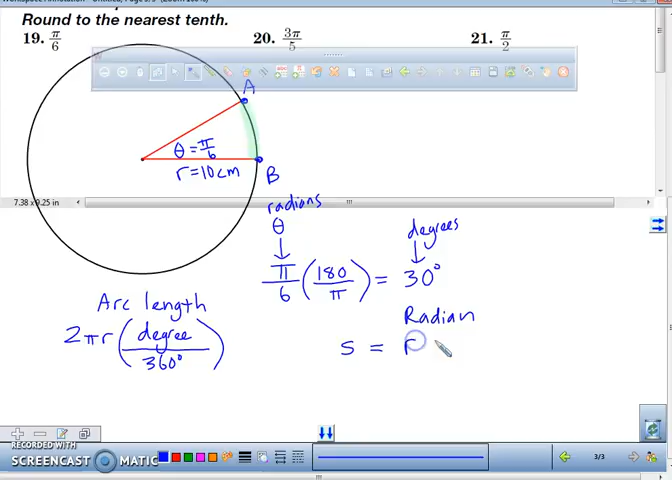 Round to the nearest tenth.
19. π/6
20. 3π/5
21. π/2
A
θ = π/6
r = 10cm
B
7.38 x 9.25 in
radians
θ
degrees
π/6 (180/π) = 30°
Arc length
2πr (degree/360°)
Radian
s = r
3/3
RECORDED WITH
SCREENCAST MATIC